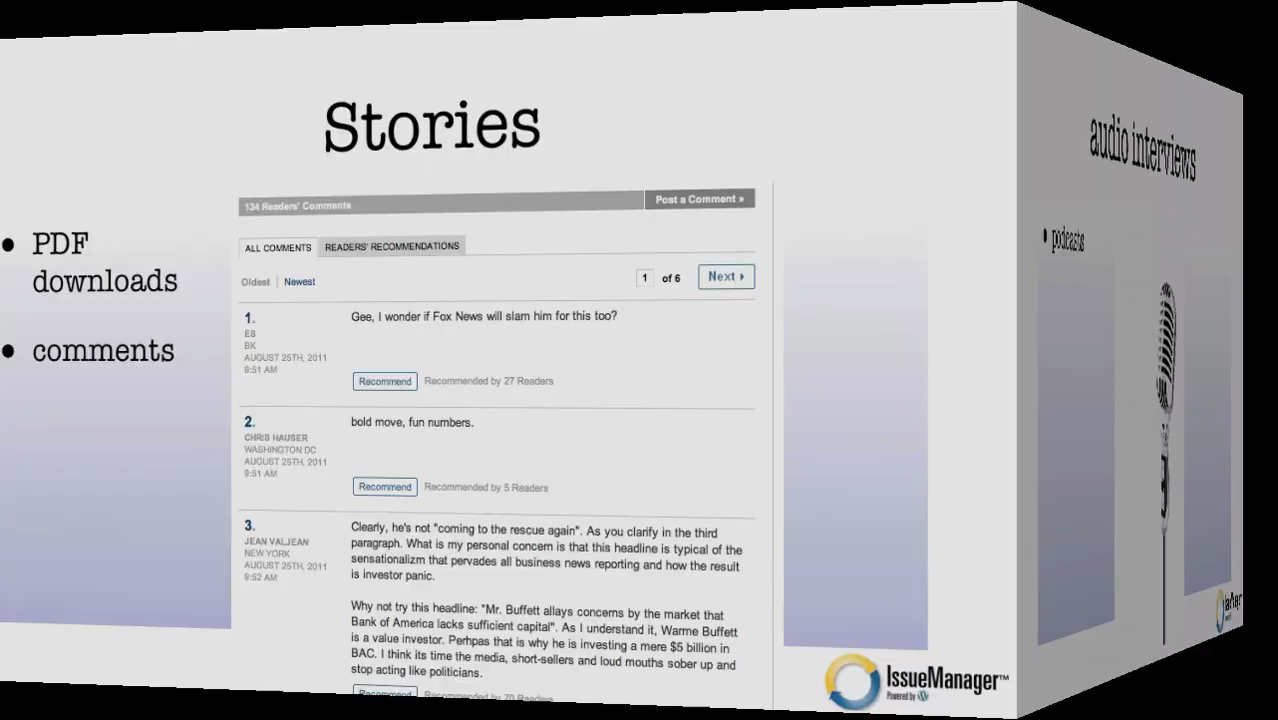 Stories
• PDF
downloads
• comments
134 Readers' Comments
Post a Comment »
ALL COMMENTS
READERS' RECOMMENDATIONS
Oldest | Newest
1 of 6
Next
1.
ES
BK
AUGUST 25TH, 2011
9:51 AM
Gee, I wonder if Fox News will slam him for this too?
Recommend
Recommended by 27 Readers
2.
CHRIS HAUSER
WASHINGTON DC
AUGUST 25TH, 2011
9:51 AM
bold move, fun numbers.
Recommend
Recommended by 5 Readers
3.
JEAN VALJEAN
NEW YORK
AUGUST 25TH, 2011
9:52 AM
Clearly, he's not "coming to the rescue again". As you clarify in the third
paragraph. What is my personal concern is that this headline is typical of the
sensationalizm that pervades all business news reporting and how the result
is investor panic.
Why not try this headline: "Mr. Buffett allays concerns by the market that
Bank of America lacks sufficient capital". As I understand it, Warrne Buffett
is a value investor. Perhpas that is why he is investing a mere $5 billion in
BAC. I think its time the media, short-sellers and loud mouths sober up and
stop acting like politicians.
Recommend
Recommended by 70 Readers
IssueManager™
Powered by
audio interviews
• podcasts